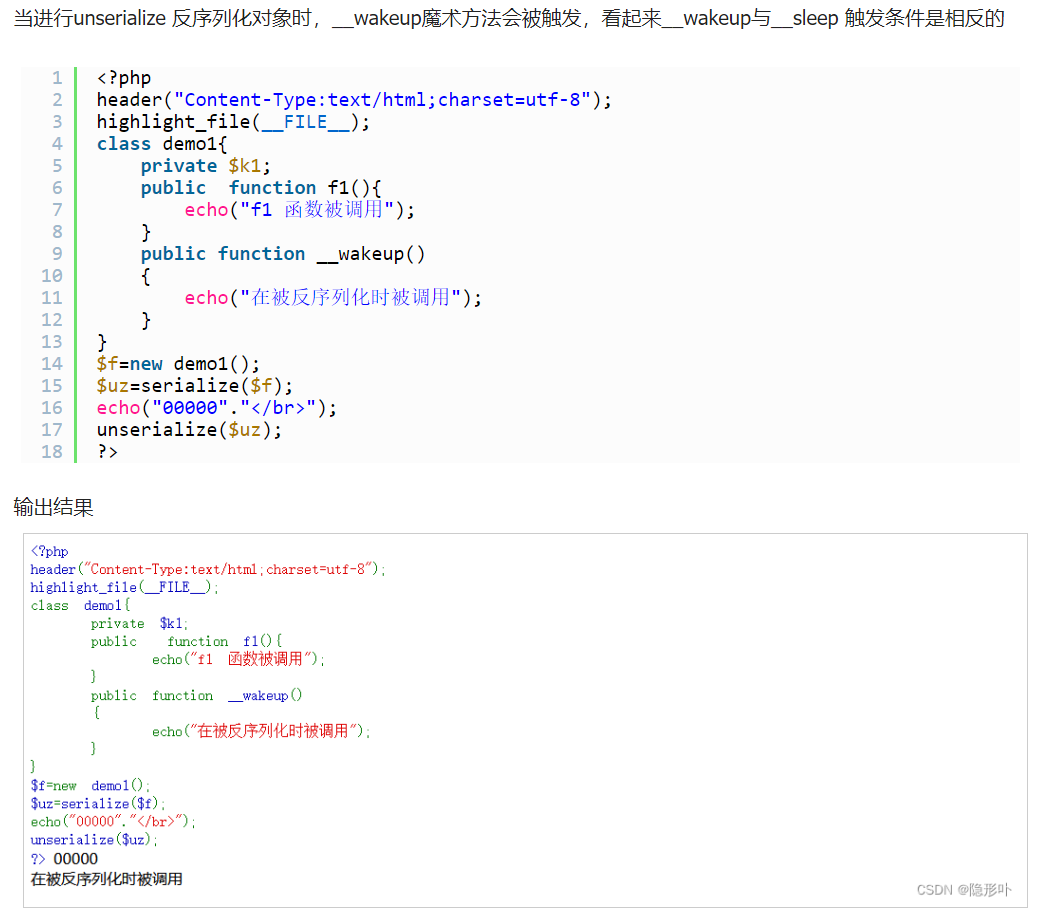 当进行unserialize 反序列化对象时，__wakeup魔术方法会被触发，看起来__wakeup与__sleep 触发条件是相反的
1 <?php
2 header("Content-Type:text/html;charset=utf-8");
3 highlight_file(__FILE__);
4 class demo1{
5     private $k1;
6     public  function f1(){
7         echo("f1 函数被调用");
8     }
9     public function __wakeup()
10     {
11         echo("在被反序列化时被调用");
12     }
13 }
14 $f=new demo1();
15 $uz=serialize($f);
16 echo("00000"."</br>");
17 unserialize($uz);
18 ?>
输出结果
<?php
header("Content-Type:text/html;charset=utf-8");
highlight_file(__FILE__);
class demo1{
        private $k1;
        public  function f1(){
                echo("f1 函数被调用");
        }
        public function __wakeup()
        {
                echo("在被反序列化时被调用");
        }
}
$f=new demo1();
$uz=serialize($f);
echo("00000"."</br>");
unserialize($uz);
?> 00000
在被反序列化时被调用
CSDN @隐形卟